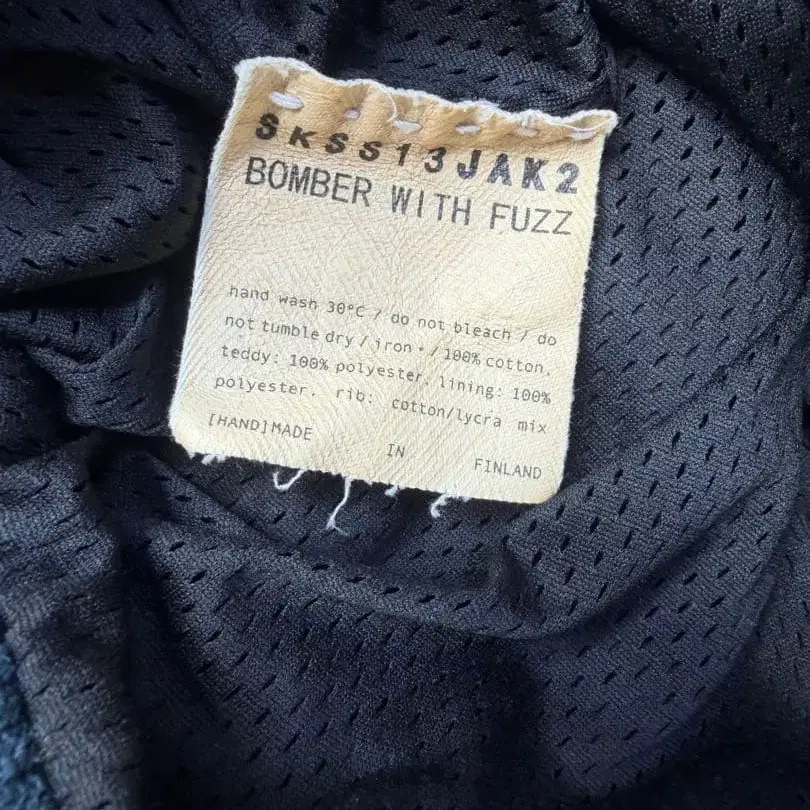 SKSS13JAK2
BOMBER WITH FUZZ
hand wash 30°C / do not bleach / do
not tumble dry / iron • / 100% cotton.
teddy: 100% polyester. lining: 100%
polyester. rib: cotton/lycra mix
[HAND]MADE IN FINLAND